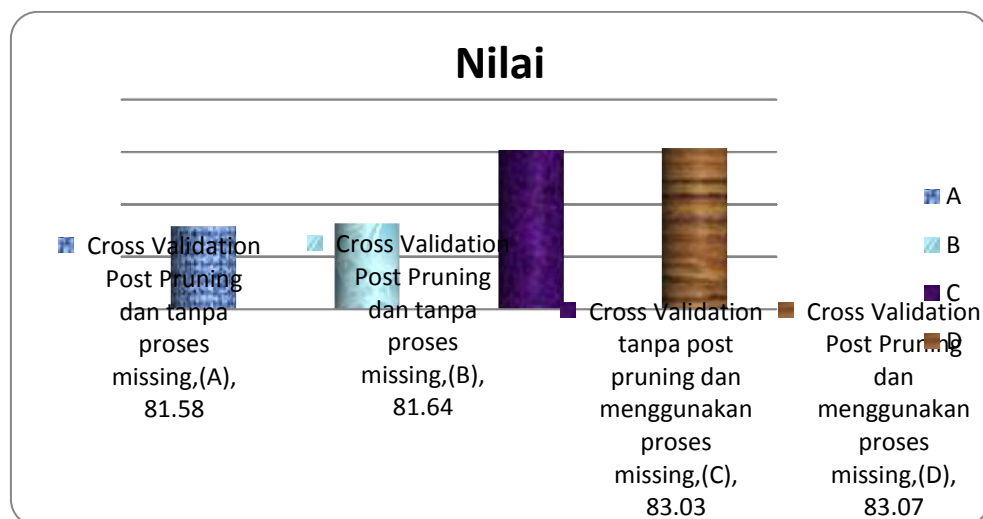 Nilai
Cross Validation
Post Pruning
dan tanpa
proses
missing,(A),
81.58
Cross Validation
Post Pruning
dan tanpa
proses
missing,(B),
81.64
Cross Validation
tanpa post
pruning dan
menggunakan
proses
missing,(C),
83.03
Cross Validation
Post Pruning
dan
menggunakan
proses
missing,(D),
83.07
A
B
C
D